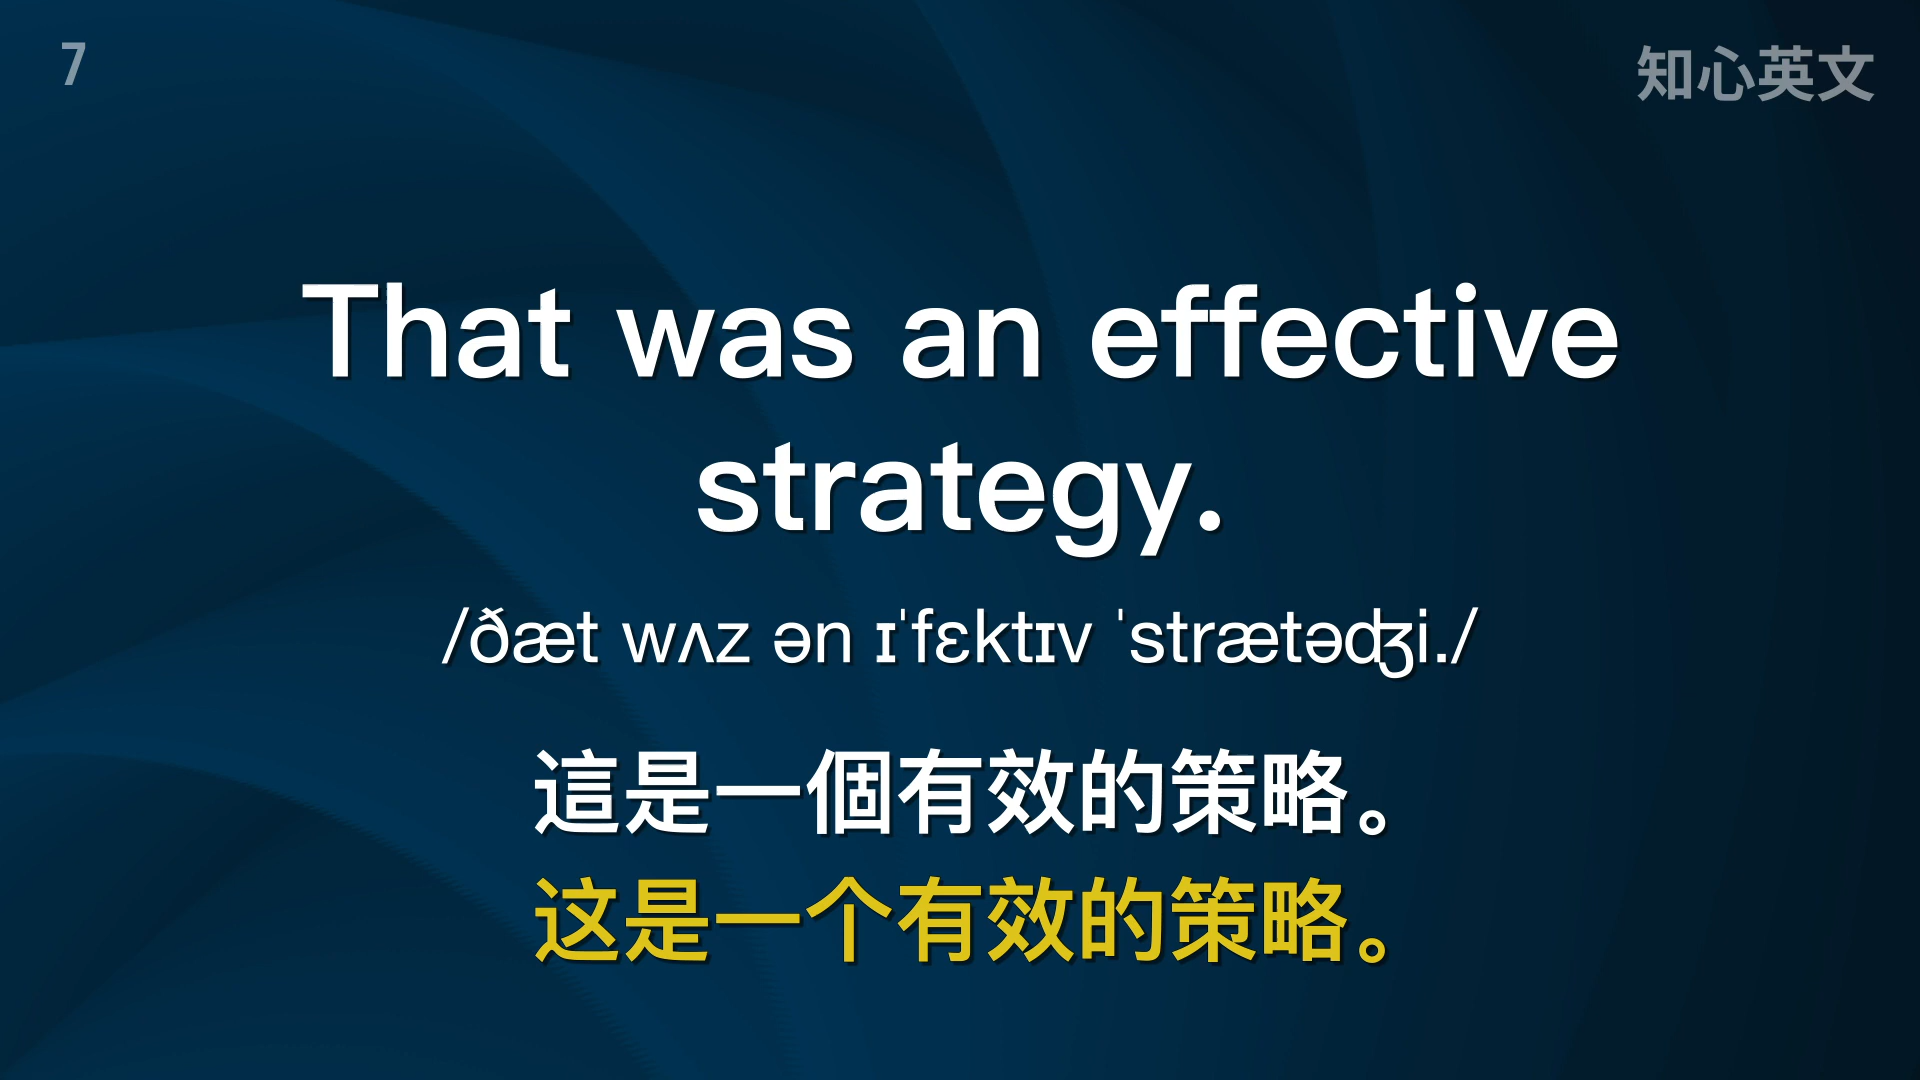 7
知心英文
That was an effective
strategy.
/ðæt wʌz ən ɪˈfɛktɪv ˈstrætəʤi./
這是一個有效的策略。
这是一个有效的策略。